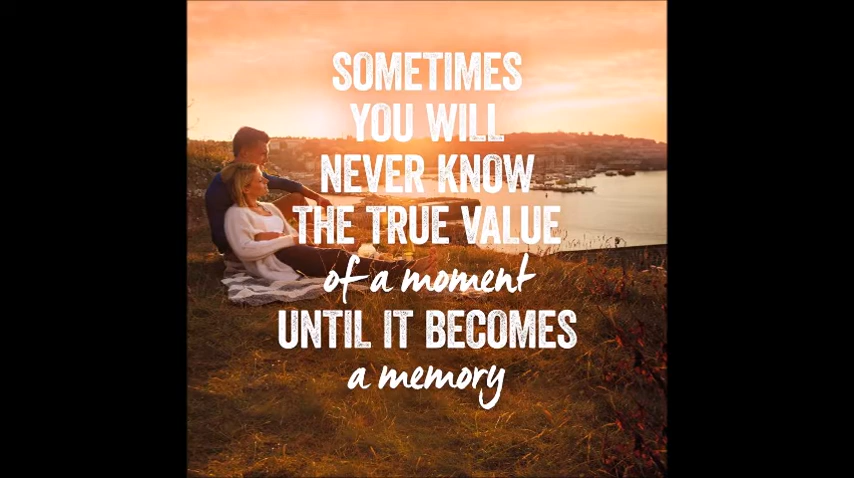 SOMETIMES
YOU WILL
NEVER KNOW
THE TRUE VALUE
of a moment
UNTIL IT BECOMES
a memory